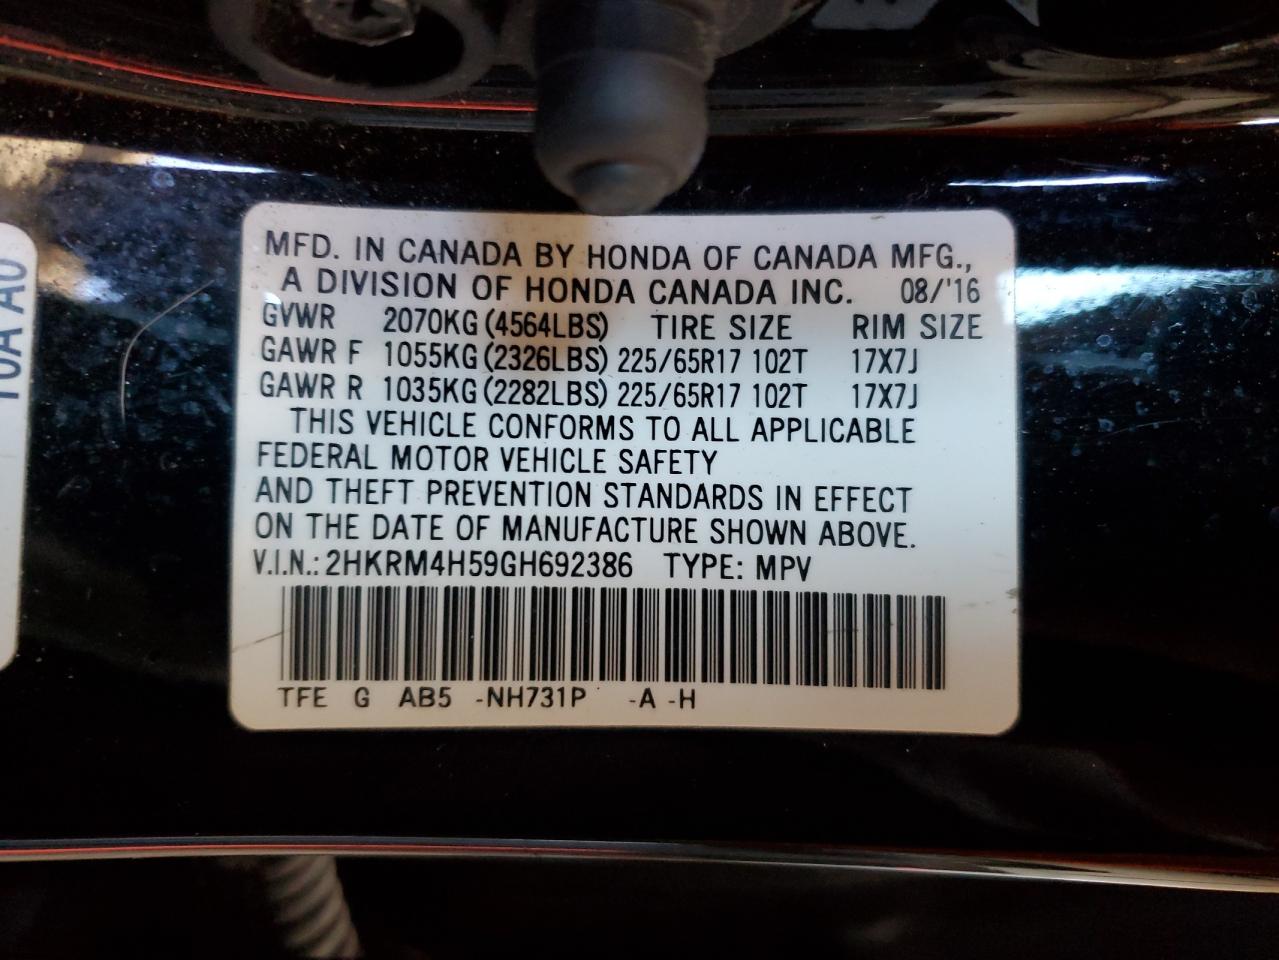 MFD. IN CANADA BY HONDA OF CANADA MFG.,
A DIVISION OF HONDA CANADA INC. 08/'16
GVWR 2070KG (4564LBS) TIRE SIZE RIM SIZE
GAWR F 1055KG (2326LBS) 225/65R17 102T 17X7J
GAWR R 1035KG (2282LBS) 225/65R17 102T 17X7J
THIS VEHICLE CONFORMS TO ALL APPLICABLE
FEDERAL MOTOR VEHICLE SAFETY
AND THEFT PREVENTION STANDARDS IN EFFECT
ON THE DATE OF MANUFACTURE SHOWN ABOVE.
V.I.N.: 2HKRM4H59GH692386 TYPE: MPV
TFE G AB5 -NH731P -A -H